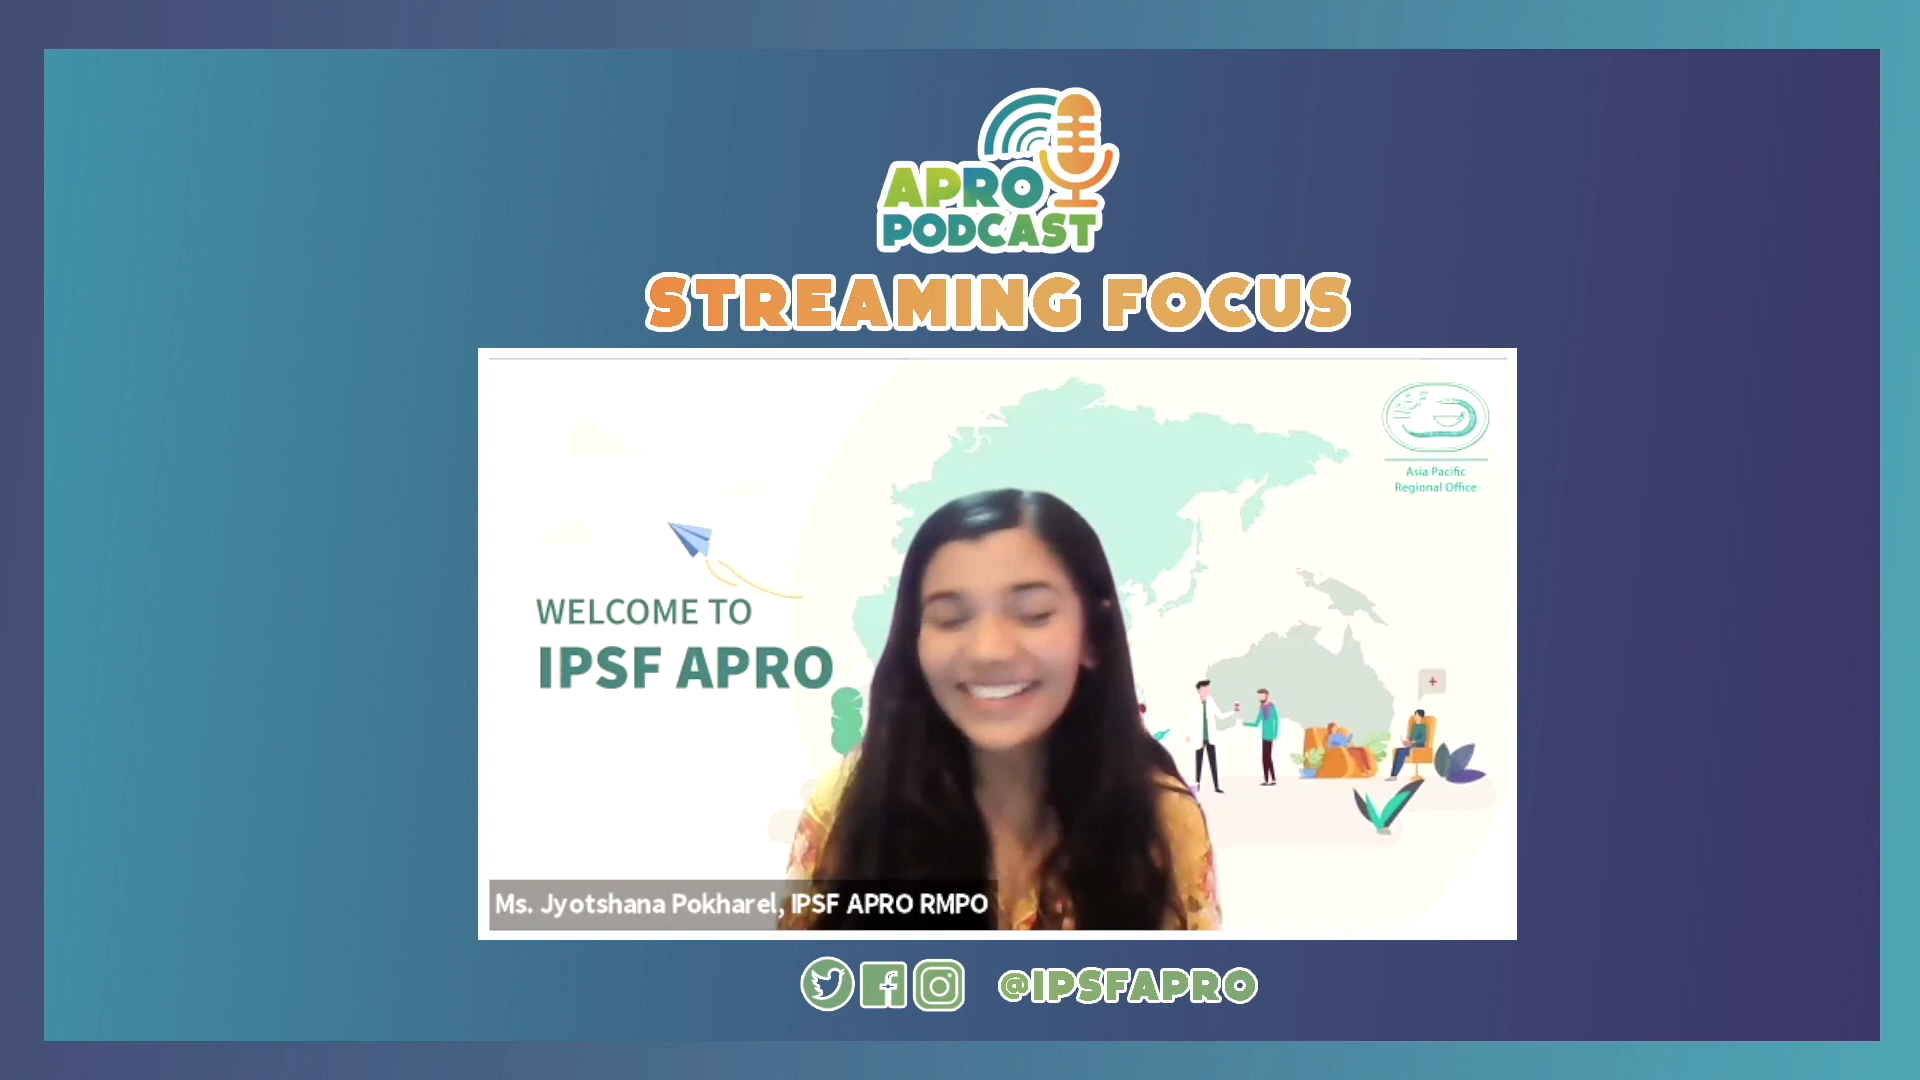 APRO
PODCAST
STREAMING FOCUS
IPSF
Asia Pacific
Regional Office
WELCOME TO
IPSF APRO
Ms. Jyotshana Pokharel, IPSF APRO RMPO
@IPSFAPRO